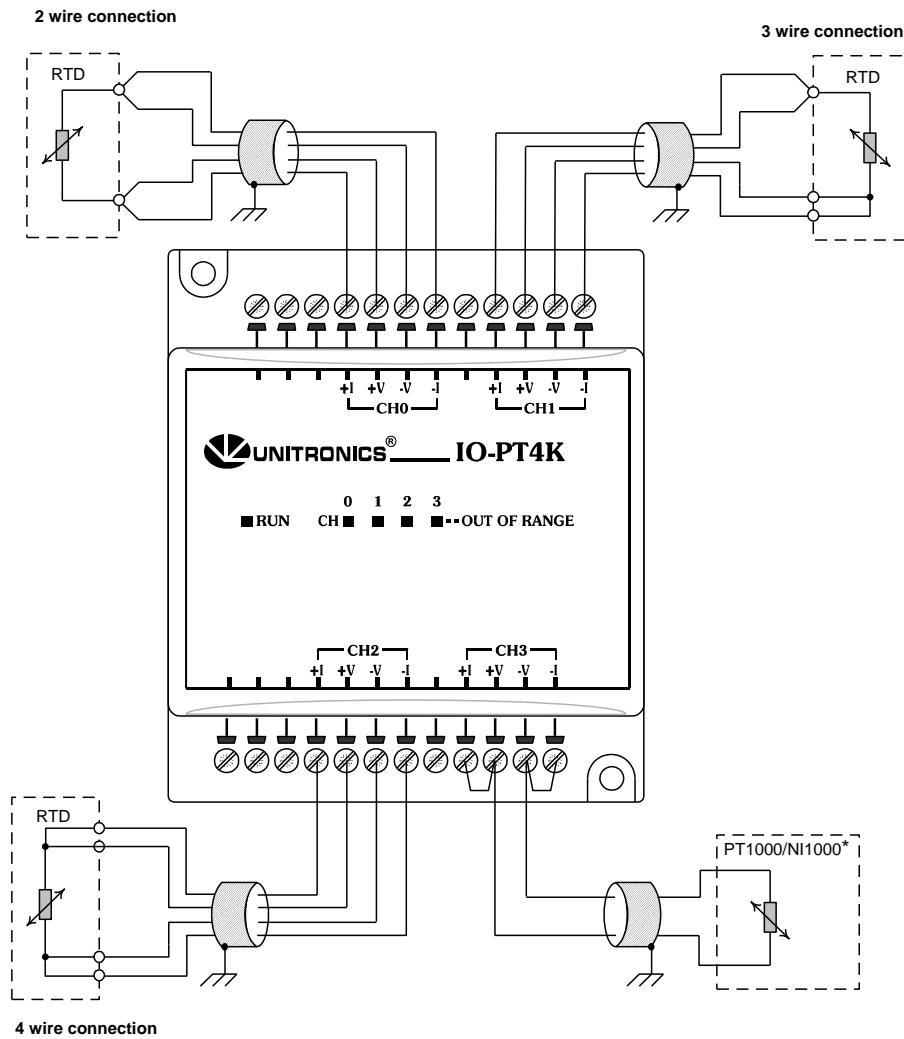 2 wire connection
3 wire connection
RTD
RTD
+I +V -V -I
+I +V -V -I
CH0
CH1
UNITRONICS® IO-PT4K
0 1 2 3
RUN CH OUT OF RANGE
CH2
CH3
+I +V -V -I
+I +V -V -I
RTD
PT1000/NI1000*
4 wire connection